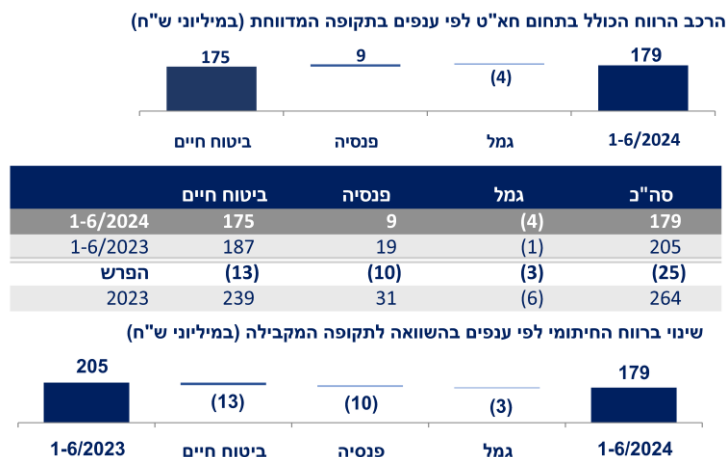 הרכב הרווח הכולל בתחום חא"ט לפי ענפים בתקופה המדווחת (במיליוני ש"ח)
175 9 (4) 179
ביטוח חיים פנסיה גמל 1-6/2024
ביטוח חיים פנסיה גמל סה"כ
1-6/2024 175 9 (4) 179
1-6/2023 187 19 (1) 205
הפרש (13) (10) (3) (25)
2023 239 31 (6) 264
שינוי ברווח החיתומי לפי ענפים בהשוואה לתקופה המקבילה (במיליוני ש"ח)
205 (13) (10) (3) 179
1-6/2023 ביטוח חיים פנסיה גמל 1-6/2024